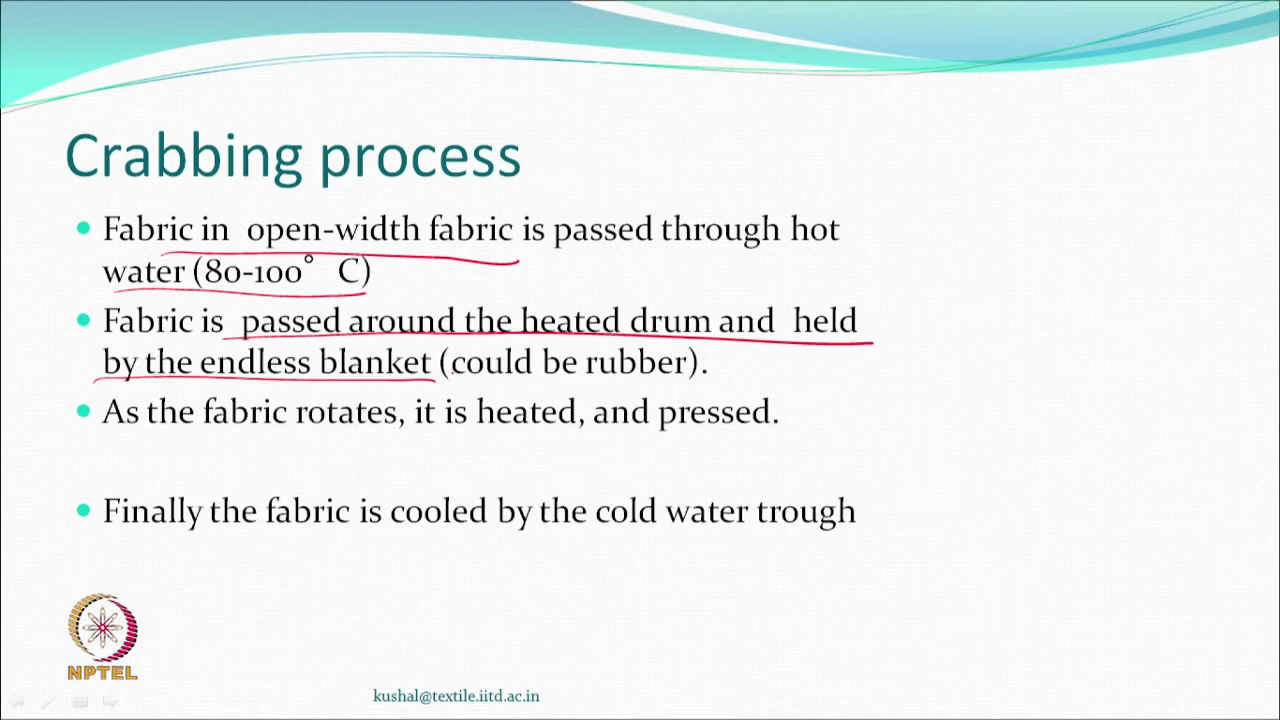 Crabbing process
Fabric in open-width fabric is passed through hot
water (80-100° C)
Fabric is passed around the heated drum and held
by the endless blanket (could be rubber).
As the fabric rotates, it is heated, and pressed.
Finally the fabric is cooled by the cold water trough
NPTEL
kushal@textile.iitd.ac.in